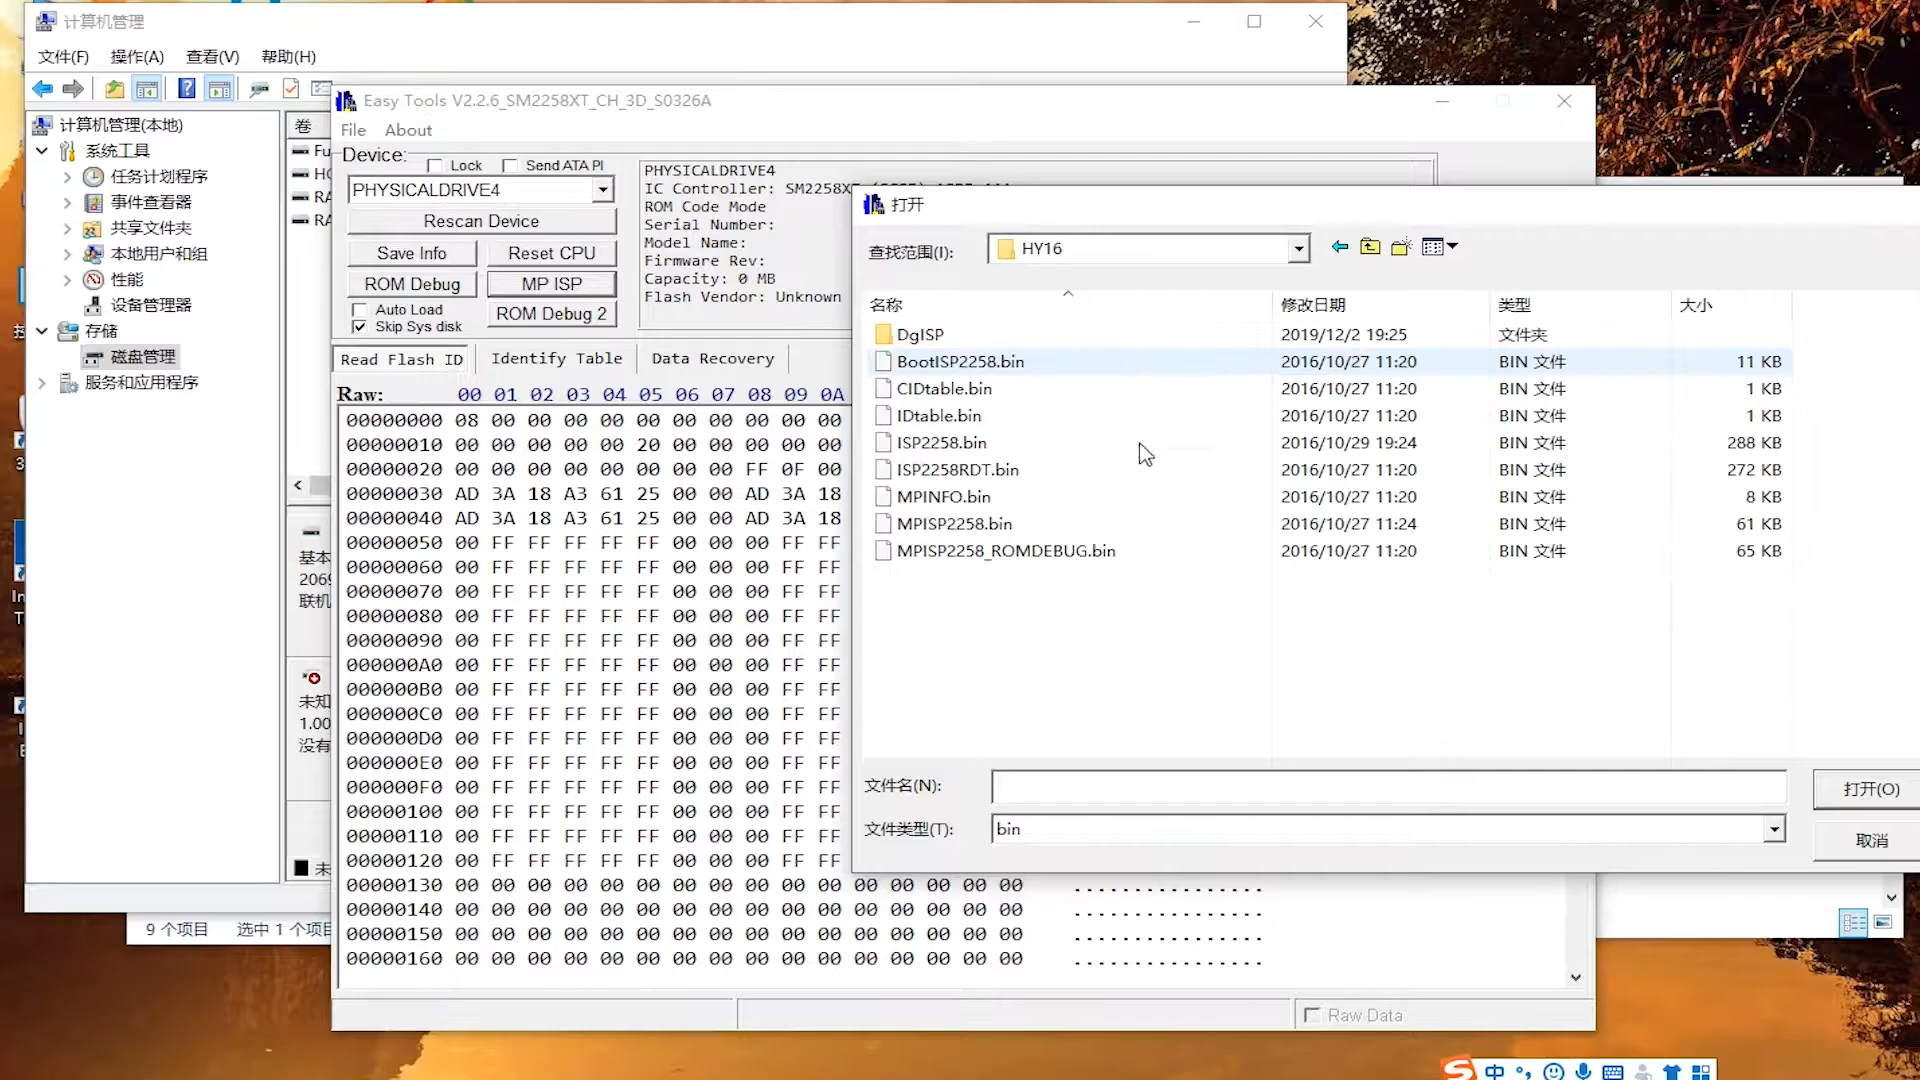 计算机管理
文件(F) 操作(A) 查看(V) 帮助(H)
计算机管理(本地)
系统工具
任务计划程序
事件查看器
共享文件夹
本地用户和组
性能
设备管理器
存储
磁盘管理
服务和应用程序
卷
Fu
HO
RA
RA
基本
2069
联机
未知
1.00
没有
未
9 个项目 选中 1 个项目
Easy Tools V2.2.6_SM2258XT_CH_3D_S0326A
File About
Device:
Lock Send ATA PI
PHYSICALDRIVE4
Rescan Device
Save Info Reset CPU
ROM Debug MP ISP
Auto Load
Skip Sys disk
ROM Debug 2
PHYSICALDRIVE4
IC Controller: SM2258XT
ROM Code Mode
Serial Number:
Model Name:
Firmware Rev:
Capacity: 0 MB
Flash Vendor: Unknown
Read Flash ID Identify Table Data Recovery
Raw: 00 01 02 03 04 05 06 07 08 09 0A
00000000 08 00 00 00 00 00 00 00 00 00 00
00000010 00 00 00 00 00 20 00 00 00 00 00
00000020 00 00 00 00 00 00 00 00 FF 0F 00
00000030 AD 3A 18 A3 61 25 00 00 AD 3A 18
00000040 AD 3A 18 A3 61 25 00 00 AD 3A 18
00000050 00 FF FF FF FF FF 00 00 00 FF FF
00000060 00 FF FF FF FF FF 00 00 00 FF FF
00000070 00 FF FF FF FF FF 00 00 00 FF FF
00000080 00 FF FF FF FF FF 00 00 00 FF FF
00000090 00 FF FF FF FF FF 00 00 00 FF FF
000000A0 00 FF FF FF FF FF 00 00 00 FF FF
000000B0 00 FF FF FF FF FF 00 00 00 FF FF
000000C0 00 FF FF FF FF FF 00 00 00 FF FF
000000D0 00 FF FF FF FF FF 00 00 00 FF FF
000000E0 00 FF FF FF FF FF 00 00 00 FF FF
000000F0 00 FF FF FF FF FF 00 00 00 FF FF
00000100 00 FF FF FF FF FF 00 00 00 FF FF
00000110 00 FF FF FF FF FF 00 00 00 FF FF
00000120 00 FF FF FF FF FF 00 00 00 FF FF
00000130 00 00 00 00 00 00 00 00 00 00 00 00 00 00 00 00 ................
00000140 00 00 00 00 00 00 00 00 00 00 00 00 00 00 00 00 ................
00000150 00 00 00 00 00 00 00 00 00 00 00 00 00 00 00 00 ................
00000160 00 00 00 00 00 00 00 00 00 00 00 00 00 00 00 00 ................
Raw Data
打开
查找范围(I): HY16
名称 修改日期 类型 大小
DgISP 2019/12/2 19:25 文件夹
BootISP2258.bin 2016/10/27 11:20 BIN 文件 11 KB
CIDtable.bin 2016/10/27 11:20 BIN 文件 1 KB
IDtable.bin 2016/10/27 11:20 BIN 文件 1 KB
ISP2258.bin 2016/10/29 19:24 BIN 文件 288 KB
ISP2258RDT.bin 2016/10/27 11:20 BIN 文件 272 KB
MPINFO.bin 2016/10/27 11:20 BIN 文件 8 KB
MPISP2258.bin 2016/10/27 11:24 BIN 文件 61 KB
MPISP2258_ROMDEBUG.bin 2016/10/27 11:20 BIN 文件 65 KB
文件名(N): 打开(O)
文件类型(T): bin 取消
中